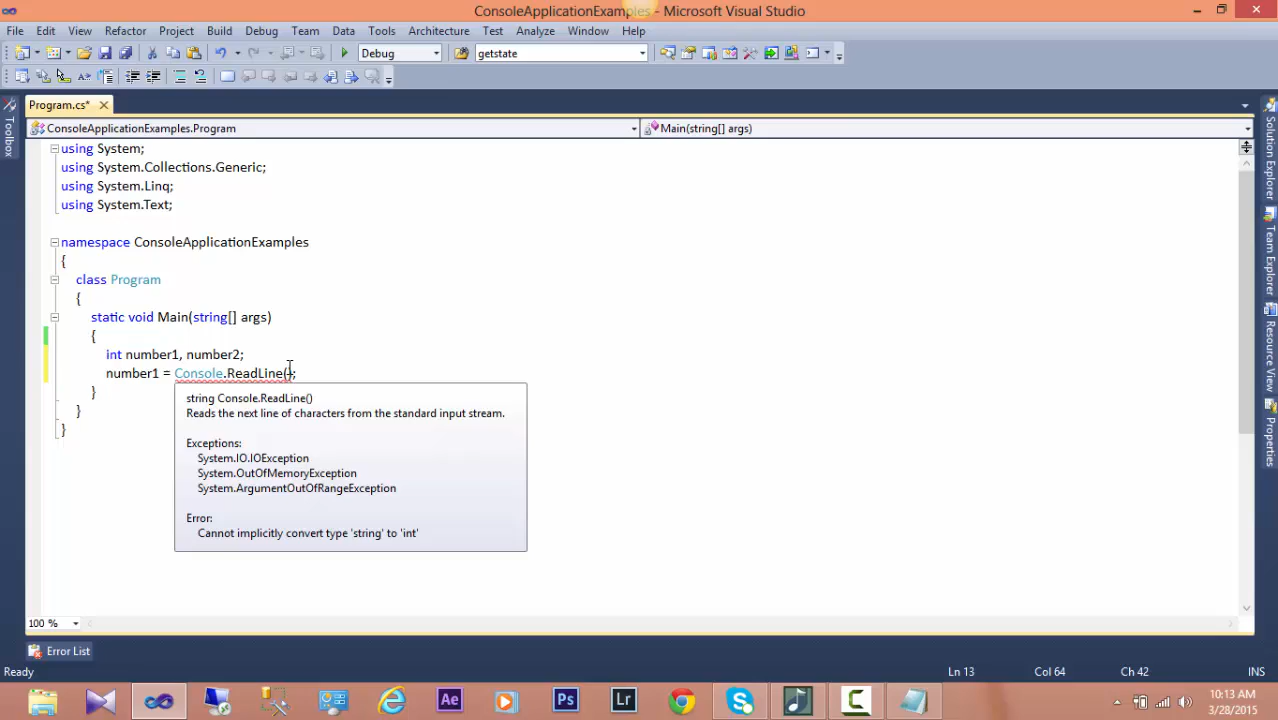 ConsoleApplicationExamples - Microsoft Visual Studio
File Edit View Refactor Project Build Debug Team Data Tools Architecture Test Analyze Window Help
Debug getstate
Program.cs* ×
ConsoleApplicationExamples.Program Main(string[] args)
using System;
using System.Collections.Generic;
using System.Linq;
using System.Text;
namespace ConsoleApplicationExamples
{
class Program
{
static void Main(string[] args)
{
int number1, number2;
number1 = Console.ReadLine();
}
}
}
string Console.ReadLine()
Reads the next line of characters from the standard input stream.
Exceptions:
System.IO.IOException
System.OutOfMemoryException
System.ArgumentOutOfRangeException
Error:
Cannot implicitly convert type 'string' to 'int'
Toolbox
Solution Explorer
Team Explorer
Resource View
Properties
100 %
Error List
Ready Ln 13 Col 64 Ch 42 INS
Ae Ps Lr
10:13 AM
3/28/2015